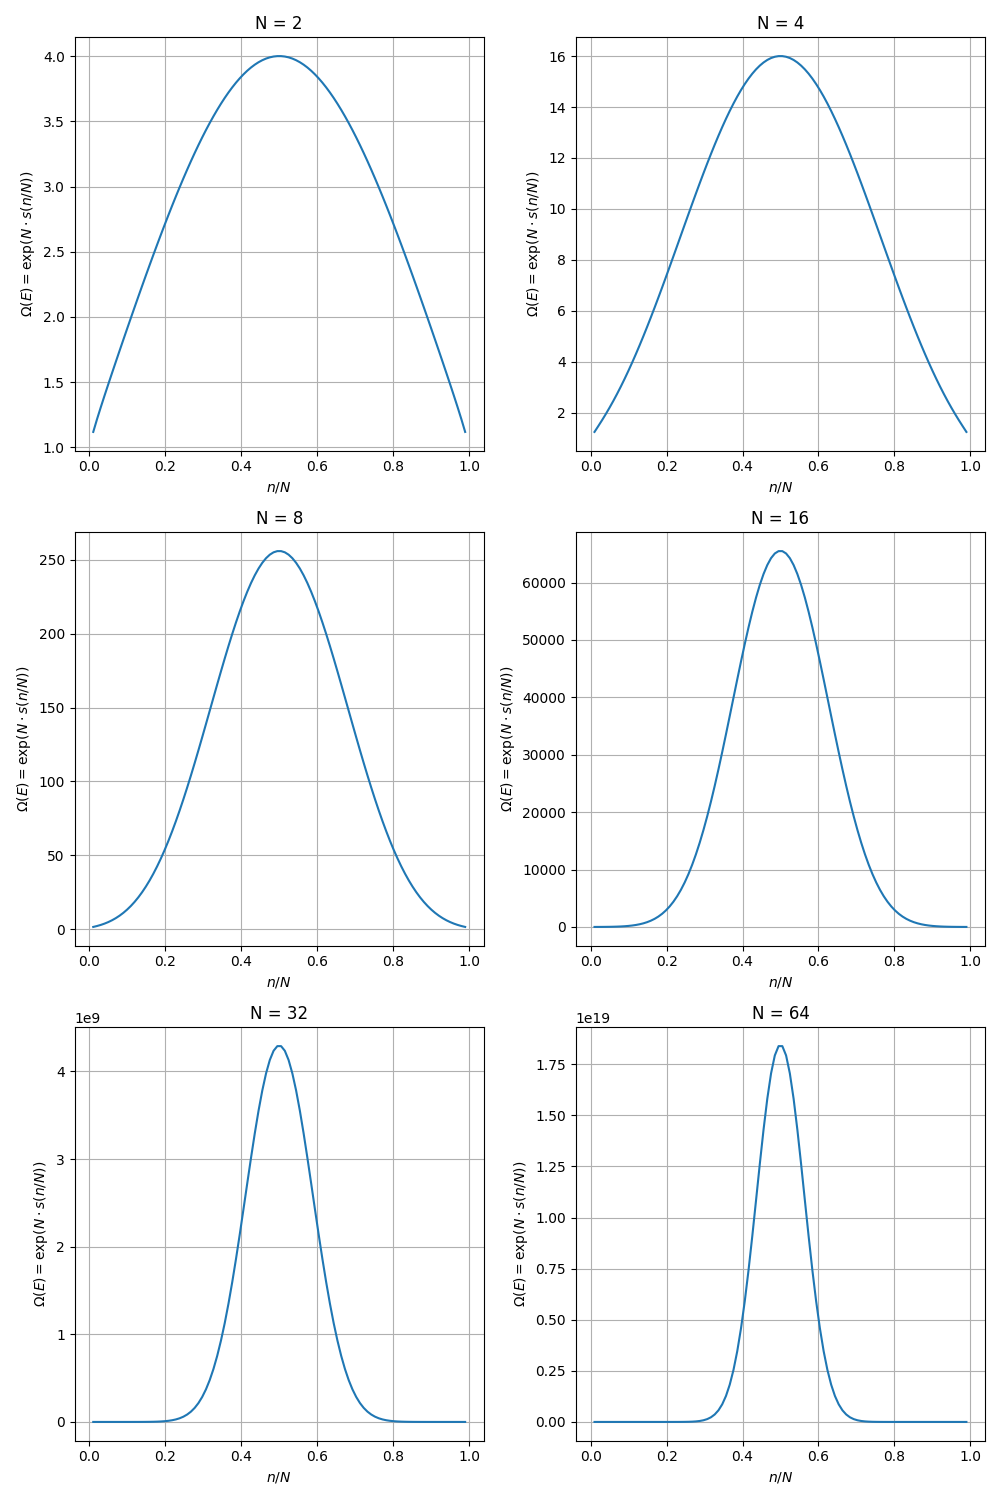 N = 2
4.0
3.5
3.0
2.5
2.0
1.5
1.0
Ω(E) = exp(N · s(n/N))
0.0 0.2 0.4 0.6 0.8 1.0
n/N
N = 4
16
14
12
10
8
6
4
2
Ω(E) = exp(N · s(n/N))
0.0 0.2 0.4 0.6 0.8 1.0
n/N
N = 8
250
200
150
100
50
0
Ω(E) = exp(N · s(n/N))
0.0 0.2 0.4 0.6 0.8 1.0
n/N
N = 16
60000
50000
40000
30000
20000
10000
0
Ω(E) = exp(N · s(n/N))
0.0 0.2 0.4 0.6 0.8 1.0
n/N
N = 32
1e9
4
3
2
1
0
Ω(E) = exp(N · s(n/N))
0.0 0.2 0.4 0.6 0.8 1.0
n/N
N = 64
1e19
1.75
1.50
1.25
1.00
0.75
0.50
0.25
0.00
Ω(E) = exp(N · s(n/N))
0.0 0.2 0.4 0.6 0.8 1.0
n/N